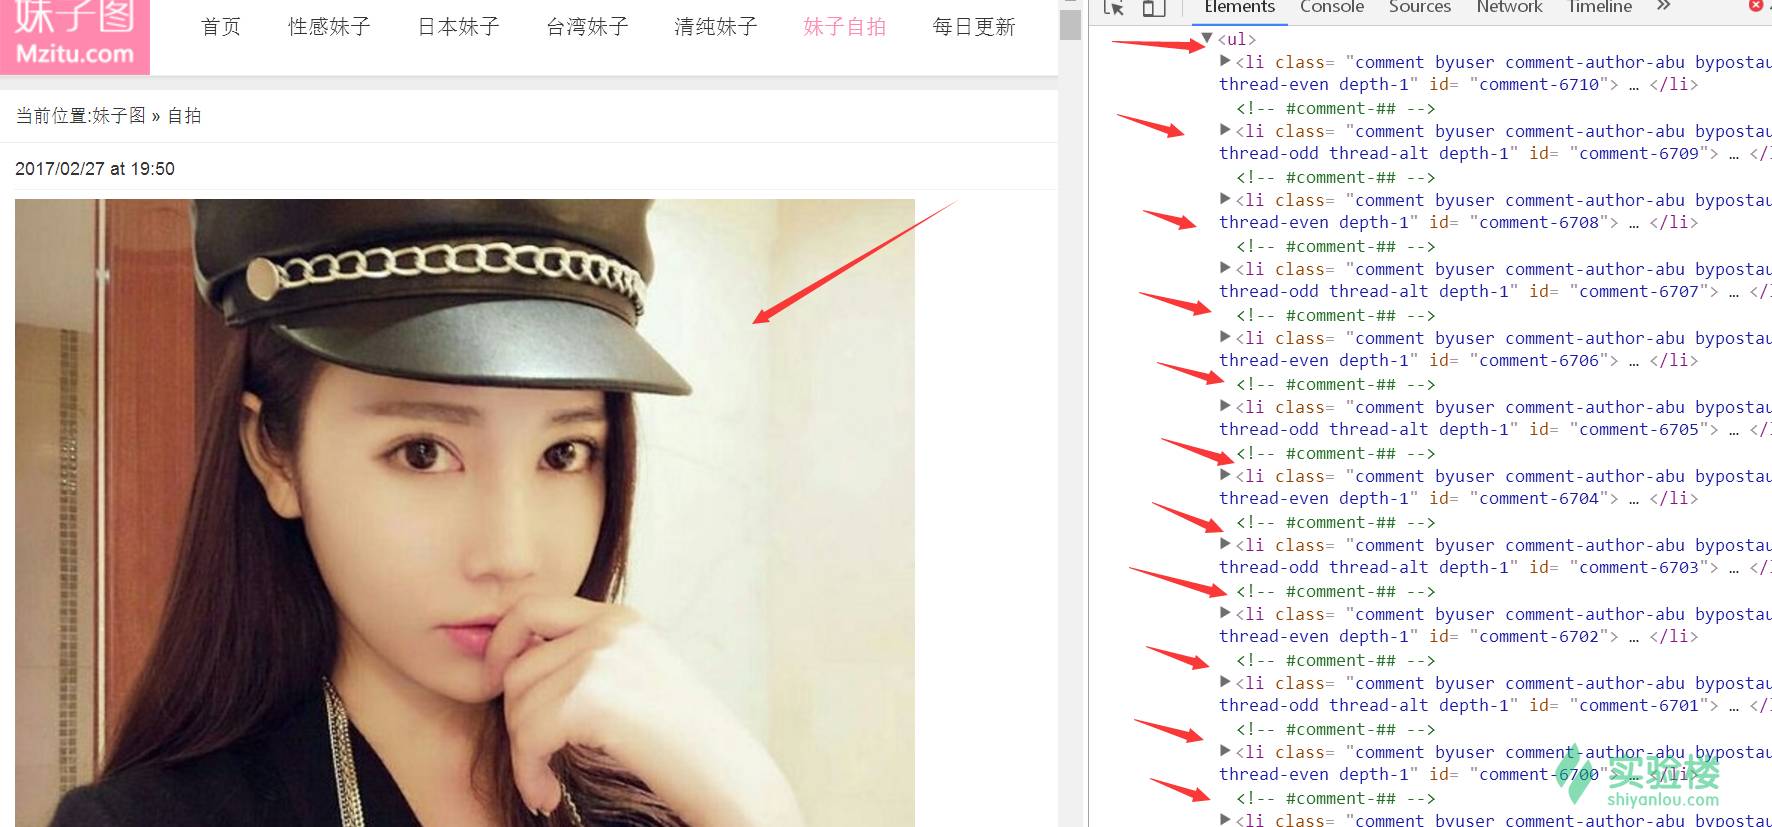 妹子图
Mzitu.com
首页 性感妹子 日本妹子 台湾妹子 清纯妹子 妹子自拍 每日更新
当前位置:妹子图 » 自拍
2017/02/27 at 19:50
Elements Console Sources Network Timeline »
▼<ul>
▶<li class= "comment byuser comment-author-abu bypostau
thread-even depth-1" id= "comment-6710"> … </li>
<!-- #comment-## -->
▶<li class= "comment byuser comment-author-abu bypostau
thread-odd thread-alt depth-1" id= "comment-6709"> … </l
<!-- #comment-## -->
▶<li class= "comment byuser comment-author-abu bypostau
thread-even depth-1" id= "comment-6708"> … </li>
<!-- #comment-## -->
▶<li class= "comment byuser comment-author-abu bypostau
thread-odd thread-alt depth-1" id= "comment-6707"> … </l
<!-- #comment-## -->
▶<li class= "comment byuser comment-author-abu bypostau
thread-even depth-1" id= "comment-6706"> … </li>
<!-- #comment-## -->
▶<li class= "comment byuser comment-author-abu bypostau
thread-odd thread-alt depth-1" id= "comment-6705"> … </l
<!-- #comment-## -->
▶<li class= "comment byuser comment-author-abu bypostau
thread-even depth-1" id= "comment-6704"> … </li>
<!-- #comment-## -->
▶<li class= "comment byuser comment-author-abu bypostau
thread-odd thread-alt depth-1" id= "comment-6703"> … </l
<!-- #comment-## -->
▶<li class= "comment byuser comment-author-abu bypostau
thread-even depth-1" id= "comment-6702"> … </li>
<!-- #comment-## -->
▶<li class= "comment byuser comment-author-abu bypostau
thread-odd thread-alt depth-1" id= "comment-6701"> … </l
<!-- #comment-## -->
▶<li class= "comment byuser comment-author-abu bypostau
thread-even depth-1" id= "comment-6700"> … </li>
<!-- #comment-## -->
▶<li class= "comment byuser comment-author-abu bypostau
实验楼
shiyanlou.com